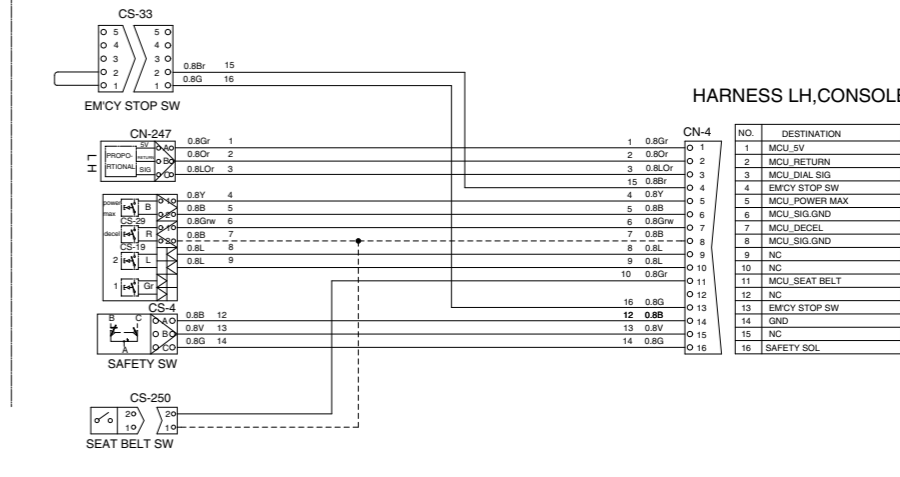 CS-33
5 5
4 4
3 3
2 2 0.8Br 15
1 1 0.8G 16
EM'CY STOP SW
HARNESS LH,CONSOLE
CN-247
LH
PROPO-RTIONAL
5V A 0.8Gr 1
RETURN B 0.8Or 2
SIG C 0.8LOr 3
power max B 1 0.8Y 4
2 0.8B 5
CS-29
decel R 1 0.8Grw 6
2 0.8B 7
CS-19
2 L 0.8L 8
0.8L 9
1 Gr
CS-4
B C A
A 0.8B 12
B 0.8V 13
C 0.8G 14
SAFETY SW
CS-250
2 2
1 1
SEAT BELT SW
CN-4
1 0.8Gr 1
2 0.8Or 2
3 0.8LOr 3
15 0.8Br 4
4 0.8Y 5
5 0.8B 6
6 0.8Grw 7
7 0.8B 8
8 0.8L 9
9 0.8L 10
10 0.8Gr 11
12
16 0.8G 13
12 0.8B 14
13 0.8V 15
14 0.8G 16
NO. DESTINATION
1 MCU_5V
2 MCU_RETURN
3 MCU_DIAL SIG
4 EM'CY STOP SW
5 MCU_POWER MAX
6 MCU_SIG.GND
7 MCU_DECEL
8 MCU_SIG.GND
9 NC
10 NC
11 MCU_SEAT BELT
12 NC
13 EM'CY STOP SW
14 GND
15 NC
16 SAFETY SOL